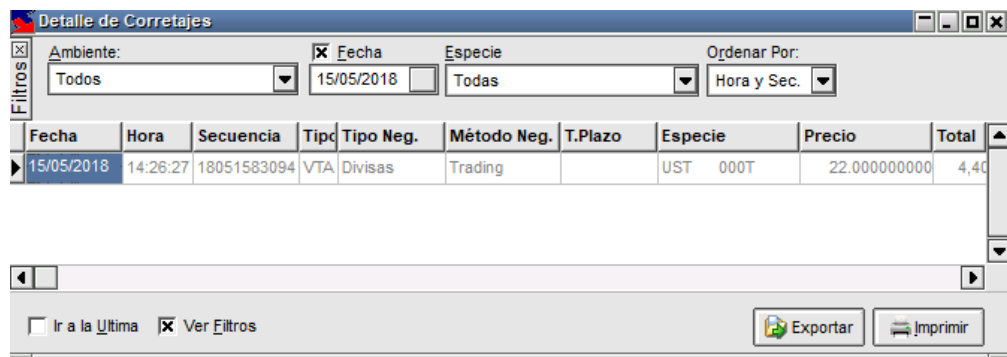 Detalle de Corretajes
Filtros
Ambiente: Fecha Especie Ordenar Por:
Todos 15/05/2018 Todas Hora y Sec.
Fecha Hora Secuencia Tipo Tipo Neg. Método Neg. T.Plazo Especie Precio Total
15/05/2018 14:26:27 18051583094 VTA Divisas Trading UST 000T 22.000000000 4,40
Ir a la Ultima Ver Filtros Exportar Imprimir